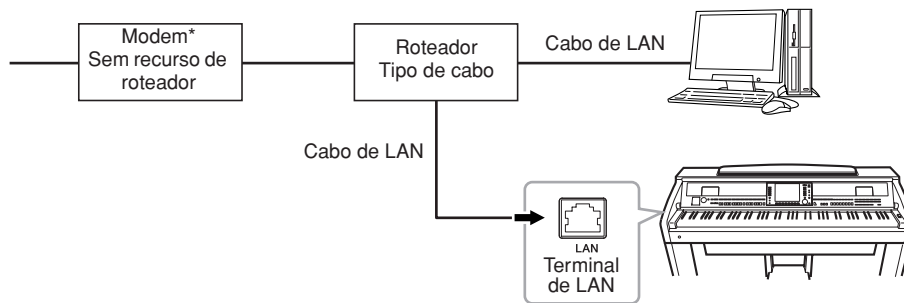 Modem*
Sem recurso de
roteador
Roteador
Tipo de cabo
Cabo de LAN
Cabo de LAN
LAN
Terminal
de LAN